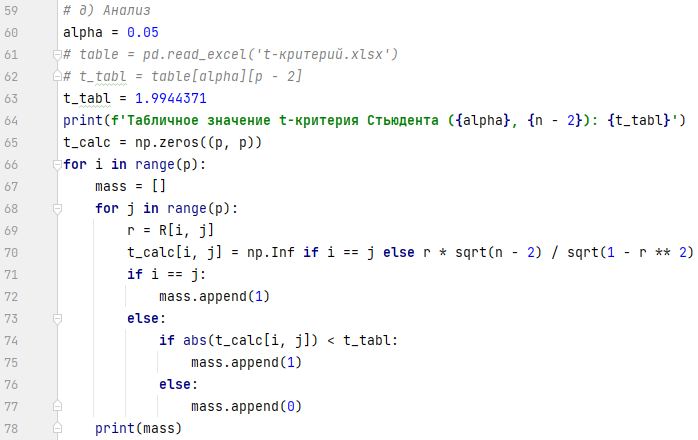 59 # д) Анализ
60 alpha = 0.05
61 # table = pd.read_excel('t-критерий.xlsx')
62 # t_tabl = table[alpha][p - 2]
63 t_tabl = 1.9944371
64 print(f'Табличное значение t-критерия Стьюдента ({alpha}, {n - 2}): {t_tabl}')
65 t_calc = np.zeros((p, p))
66 for i in range(p):
67     mass = []
68     for j in range(p):
69         r = R[i, j]
70         t_calc[i, j] = np.Inf if i == j else r * sqrt(n - 2) / sqrt(1 - r ** 2)
71         if i == j:
72             mass.append(1)
73         else:
74             if abs(t_calc[i, j]) < t_tabl:
75                 mass.append(1)
76             else:
77                 mass.append(0)
78     print(mass)